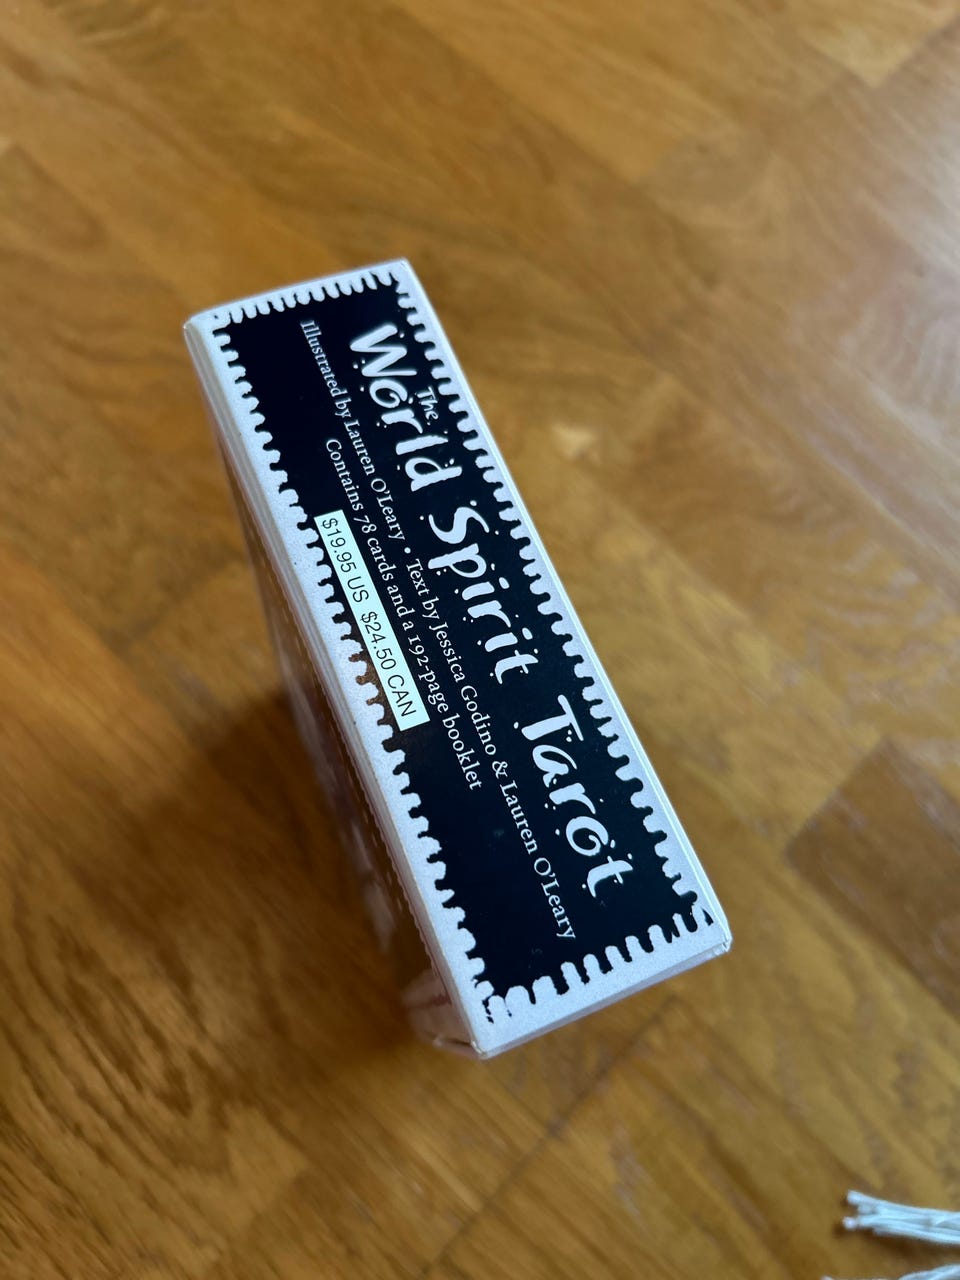 The
World Spirit Tarot
Illustrated by Lauren O'Leary • Text by Jessica Godino & Lauren O'Leary
Contains 78 cards and a 192-page booklet
$19.95 US $24.50 CAN